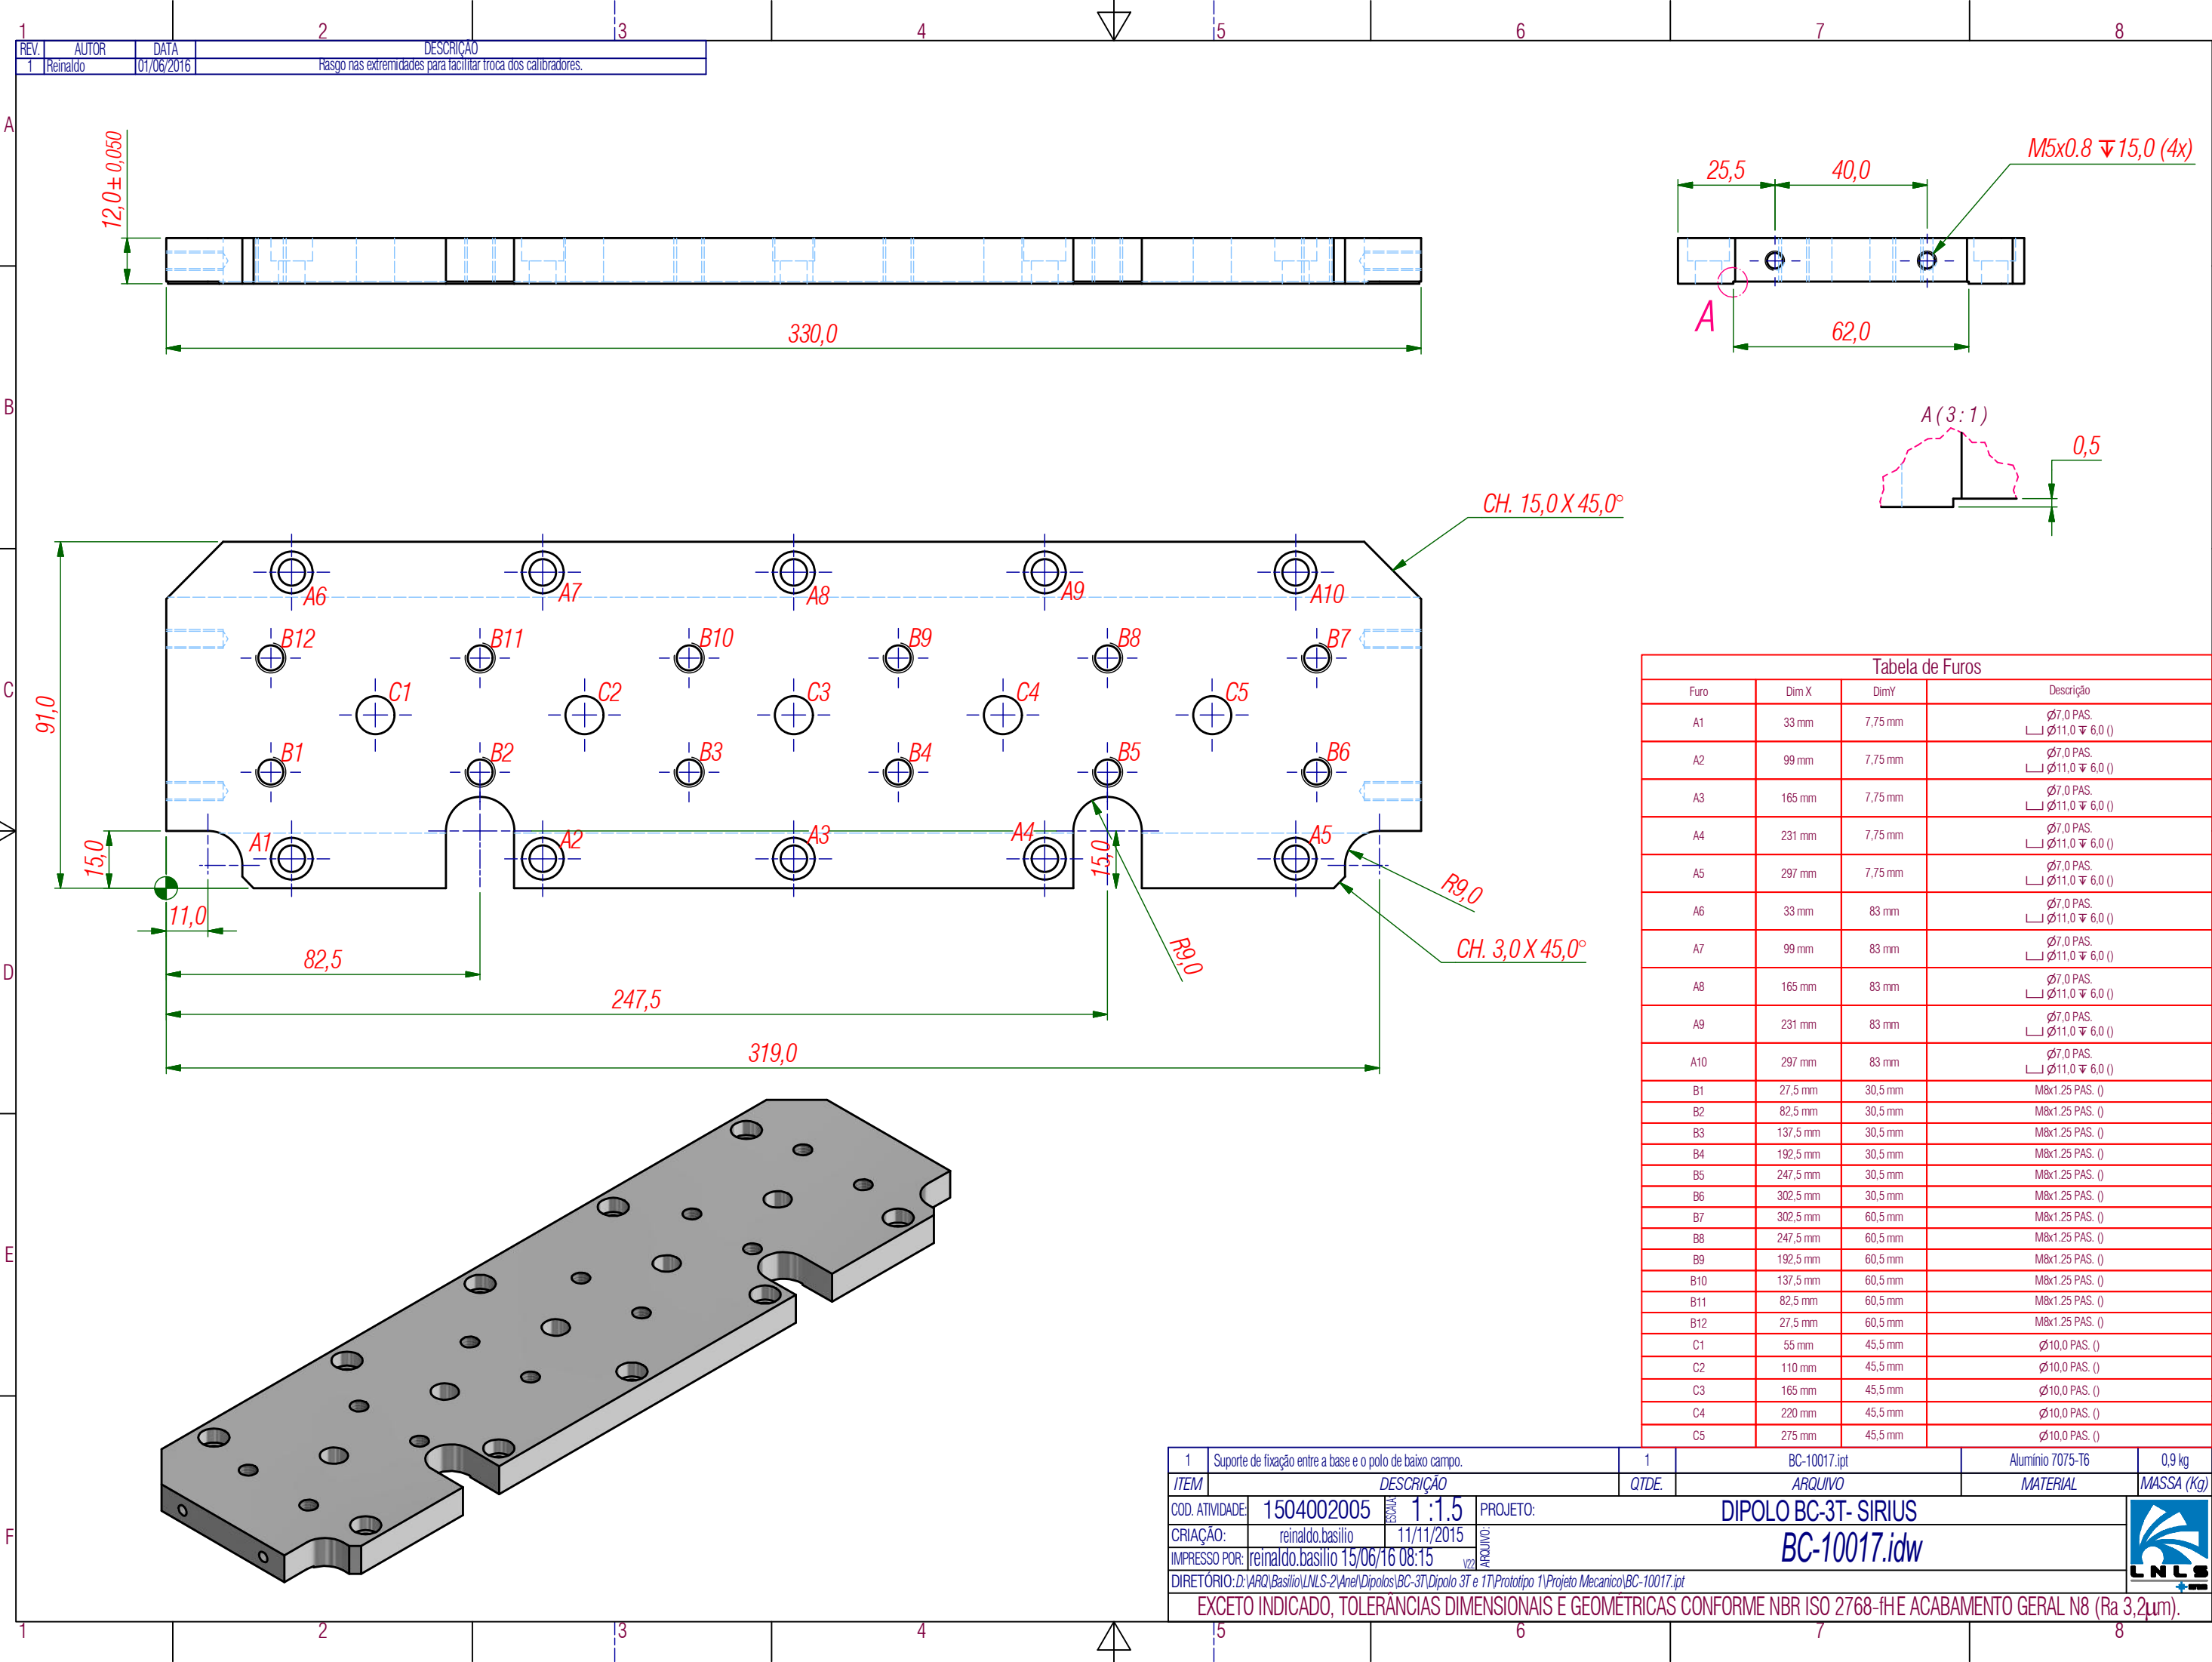 1 2 3 4 5 6 7 8
REV. AUTOR DATA DESCRIÇÃO
1 Reinaldo 01/06/2016 Rasgo nas extremidades para facilitar troca dos calibradores.
A
B
C
D
E
F
12,0 ± 0,050
330,0
25,5 40,0
M5x0.8 ↧ 15,0 (4x)
A
62,0
A ( 3 : 1 )
0,5
CH. 15,0 X 45,0°
A6 A7 A8 A9 A10
B12 B11 B10 B9 B8 B7
C1 C2 C3 C4 C5
B1 B2 B3 B4 B5 B6
A1 A2 A3 A4 A5
91,0
15,0
15,0
11,0
82,5
247,5
319,0
R9,0
R9,0
CH. 3,0 X 45,0°
Tabela de Furos
Furo Dim X DimY Descrição
A1 33 mm 7,75 mm Ø7,0 PAS.
⌴ Ø11,0 ↧ 6,0 ()
A2 99 mm 7,75 mm Ø7,0 PAS.
⌴ Ø11,0 ↧ 6,0 ()
A3 165 mm 7,75 mm Ø7,0 PAS.
⌴ Ø11,0 ↧ 6,0 ()
A4 231 mm 7,75 mm Ø7,0 PAS.
⌴ Ø11,0 ↧ 6,0 ()
A5 297 mm 7,75 mm Ø7,0 PAS.
⌴ Ø11,0 ↧ 6,0 ()
A6 33 mm 83 mm Ø7,0 PAS.
⌴ Ø11,0 ↧ 6,0 ()
A7 99 mm 83 mm Ø7,0 PAS.
⌴ Ø11,0 ↧ 6,0 ()
A8 165 mm 83 mm Ø7,0 PAS.
⌴ Ø11,0 ↧ 6,0 ()
A9 231 mm 83 mm Ø7,0 PAS.
⌴ Ø11,0 ↧ 6,0 ()
A10 297 mm 83 mm Ø7,0 PAS.
⌴ Ø11,0 ↧ 6,0 ()
B1 27,5 mm 30,5 mm M8x1.25 PAS. ()
B2 82,5 mm 30,5 mm M8x1.25 PAS. ()
B3 137,5 mm 30,5 mm M8x1.25 PAS. ()
B4 192,5 mm 30,5 mm M8x1.25 PAS. ()
B5 247,5 mm 30,5 mm M8x1.25 PAS. ()
B6 302,5 mm 30,5 mm M8x1.25 PAS. ()
B7 302,5 mm 60,5 mm M8x1.25 PAS. ()
B8 247,5 mm 60,5 mm M8x1.25 PAS. ()
B9 192,5 mm 60,5 mm M8x1.25 PAS. ()
B10 137,5 mm 60,5 mm M8x1.25 PAS. ()
B11 82,5 mm 60,5 mm M8x1.25 PAS. ()
B12 27,5 mm 60,5 mm M8x1.25 PAS. ()
C1 55 mm 45,5 mm Ø10,0 PAS. ()
C2 110 mm 45,5 mm Ø10,0 PAS. ()
C3 165 mm 45,5 mm Ø10,0 PAS. ()
C4 220 mm 45,5 mm Ø10,0 PAS. ()
C5 275 mm 45,5 mm Ø10,0 PAS. ()
1 Suporte de fixação entre a base e o polo de baixo campo. 1 BC-10017.ipt Alumínio 7075-T6 0,9 kg
ITEM DESCRIÇÃO QTDE. ARQUIVO MATERIAL MASSA (Kg)
COD. ATIVIDADE: 1504002005 ESCALA: 1 :1.5 PROJETO: DIPOLO BC-3T- SIRIUS
CRIAÇÃO: reinaldo.basilio 11/11/2015 ARQUIVO: BC-10017.idw
IMPRESSO POR: reinaldo.basilio 15/06/16 08:15 V22
DIRETÓRIO: D:\ARQ\Basilio\LNLS-2\Anel\Dipolos\BC-3T\Dipolo 3T e 1T\Prototipo 1\Projeto Mecanico\BC-10017.ipt
LNLS
EXCETO INDICADO, TOLERÂNCIAS DIMENSIONAIS E GEOMÉTRICAS CONFORME NBR ISO 2768-fH E ACABAMENTO GERAL N8 (Ra 3,2µm).
1 2 3 4 5 6 7 8